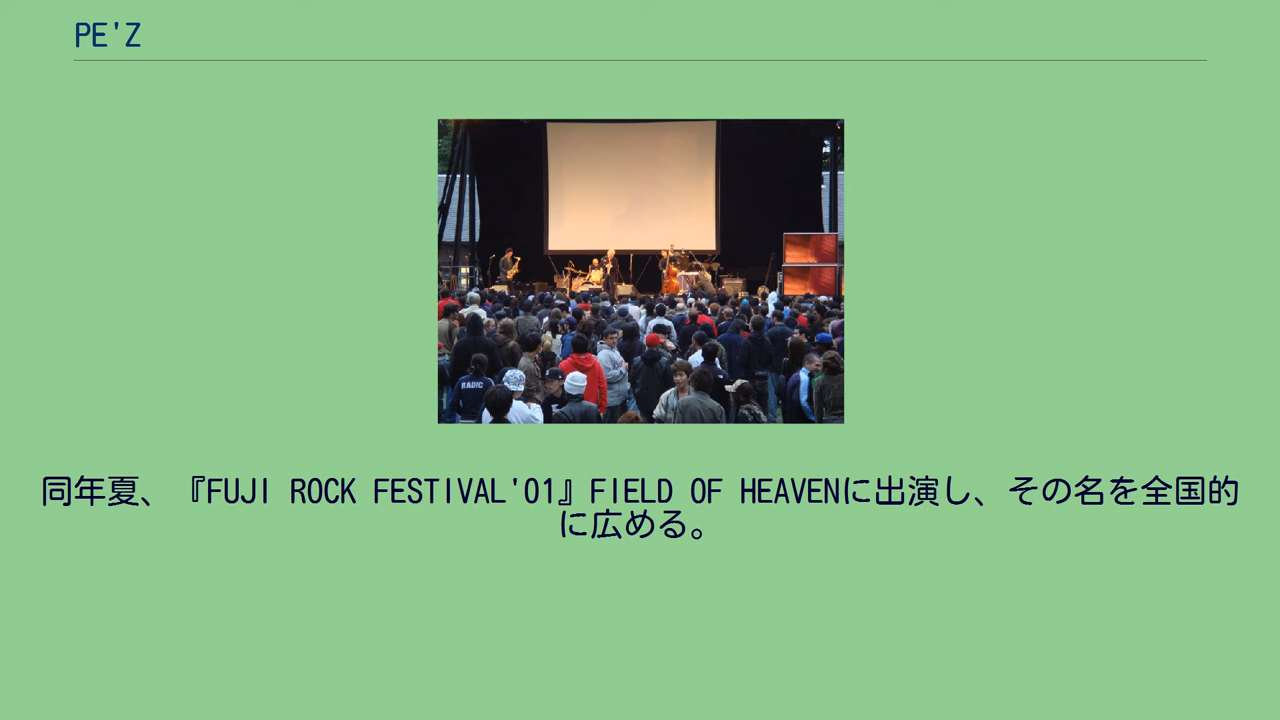 PE'Z
RADIC
同年夏、『FUJI ROCK FESTIVAL'01』FIELD OF HEAVENに出演し、その名を全国的
に広める。